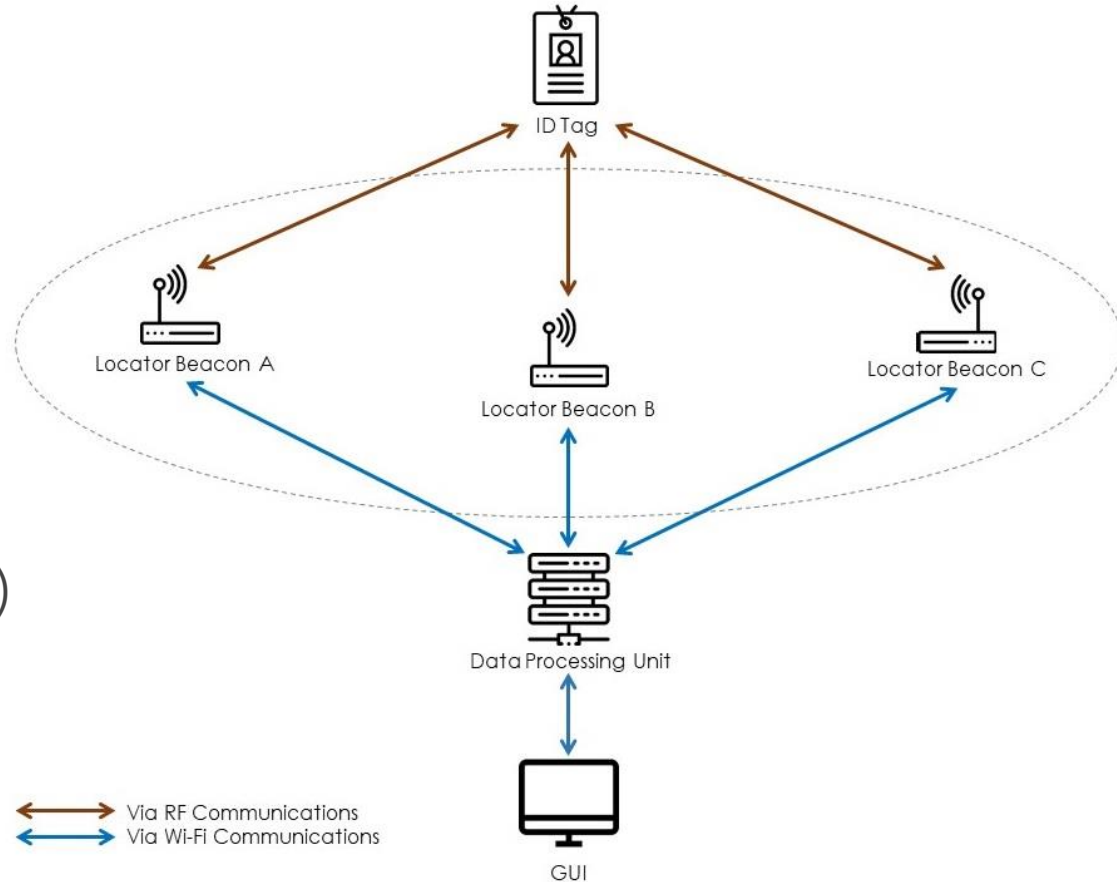 ID Tag
Locator Beacon A
Locator Beacon B
Locator Beacon C
Data Processing Unit
Via RF Communications
Via Wi-Fi Communications
GUI
)